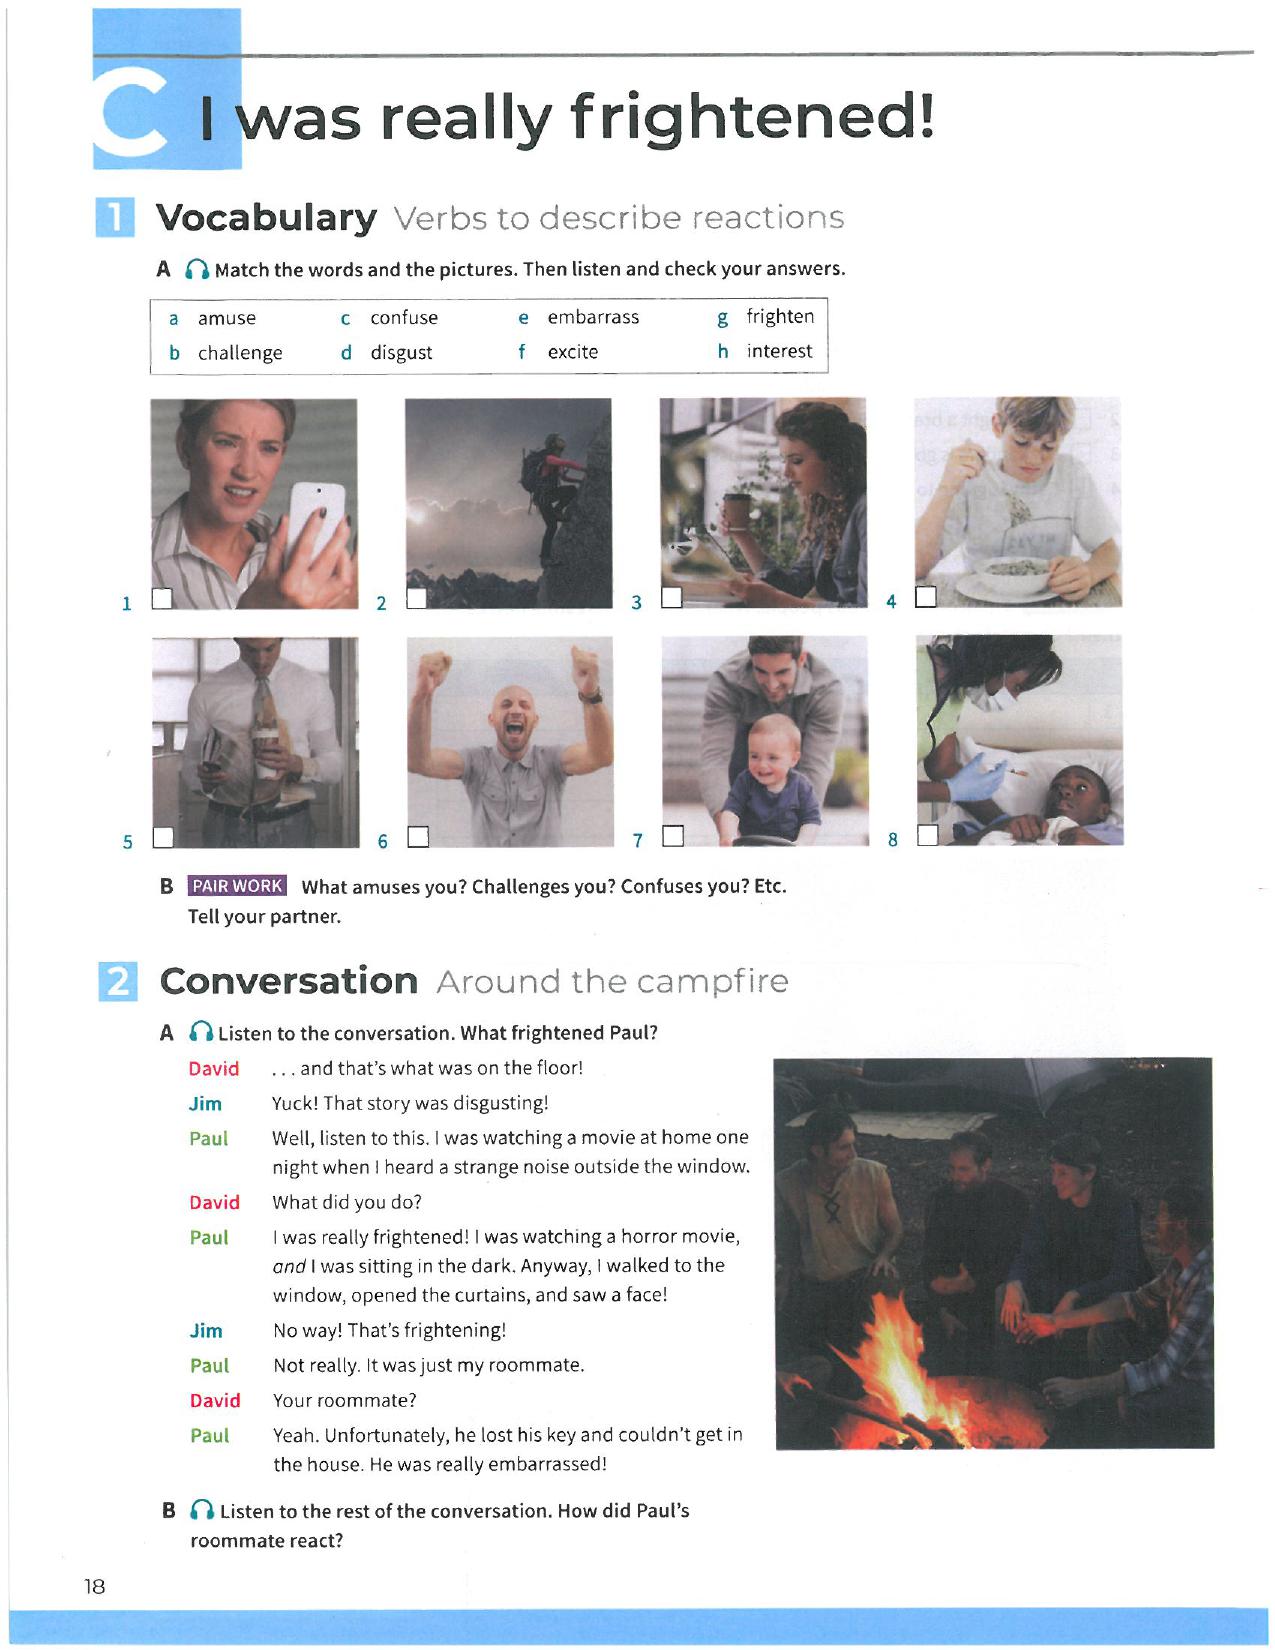 C I was really frightened!
1 Vocabulary Verbs to describe reactions
A Match the words and the pictures. Then listen and check your answers.
a amuse c confuse e embarrass g frighten
b challenge d disgust f excite h interest
1 2 3 4
5 6 7 8
B PAIR WORK What amuses you? Challenges you? Confuses you? Etc.
Tell your partner.
2 Conversation Around the campfire
A Listen to the conversation. What frightened Paul?
David ... and that's what was on the floor!
Jim Yuck! That story was disgusting!
Paul Well, listen to this. I was watching a movie at home one
night when I heard a strange noise outside the window.
David What did you do?
Paul I was really frightened! I was watching a horror movie,
and I was sitting in the dark. Anyway, I walked to the
window, opened the curtains, and saw a face!
Jim No way! That's frightening!
Paul Not really. It was just my roommate.
David Your roommate?
Paul Yeah. Unfortunately, he lost his key and couldn't get in
the house. He was really embarrassed!
B Listen to the rest of the conversation. How did Paul's
roommate react?
18